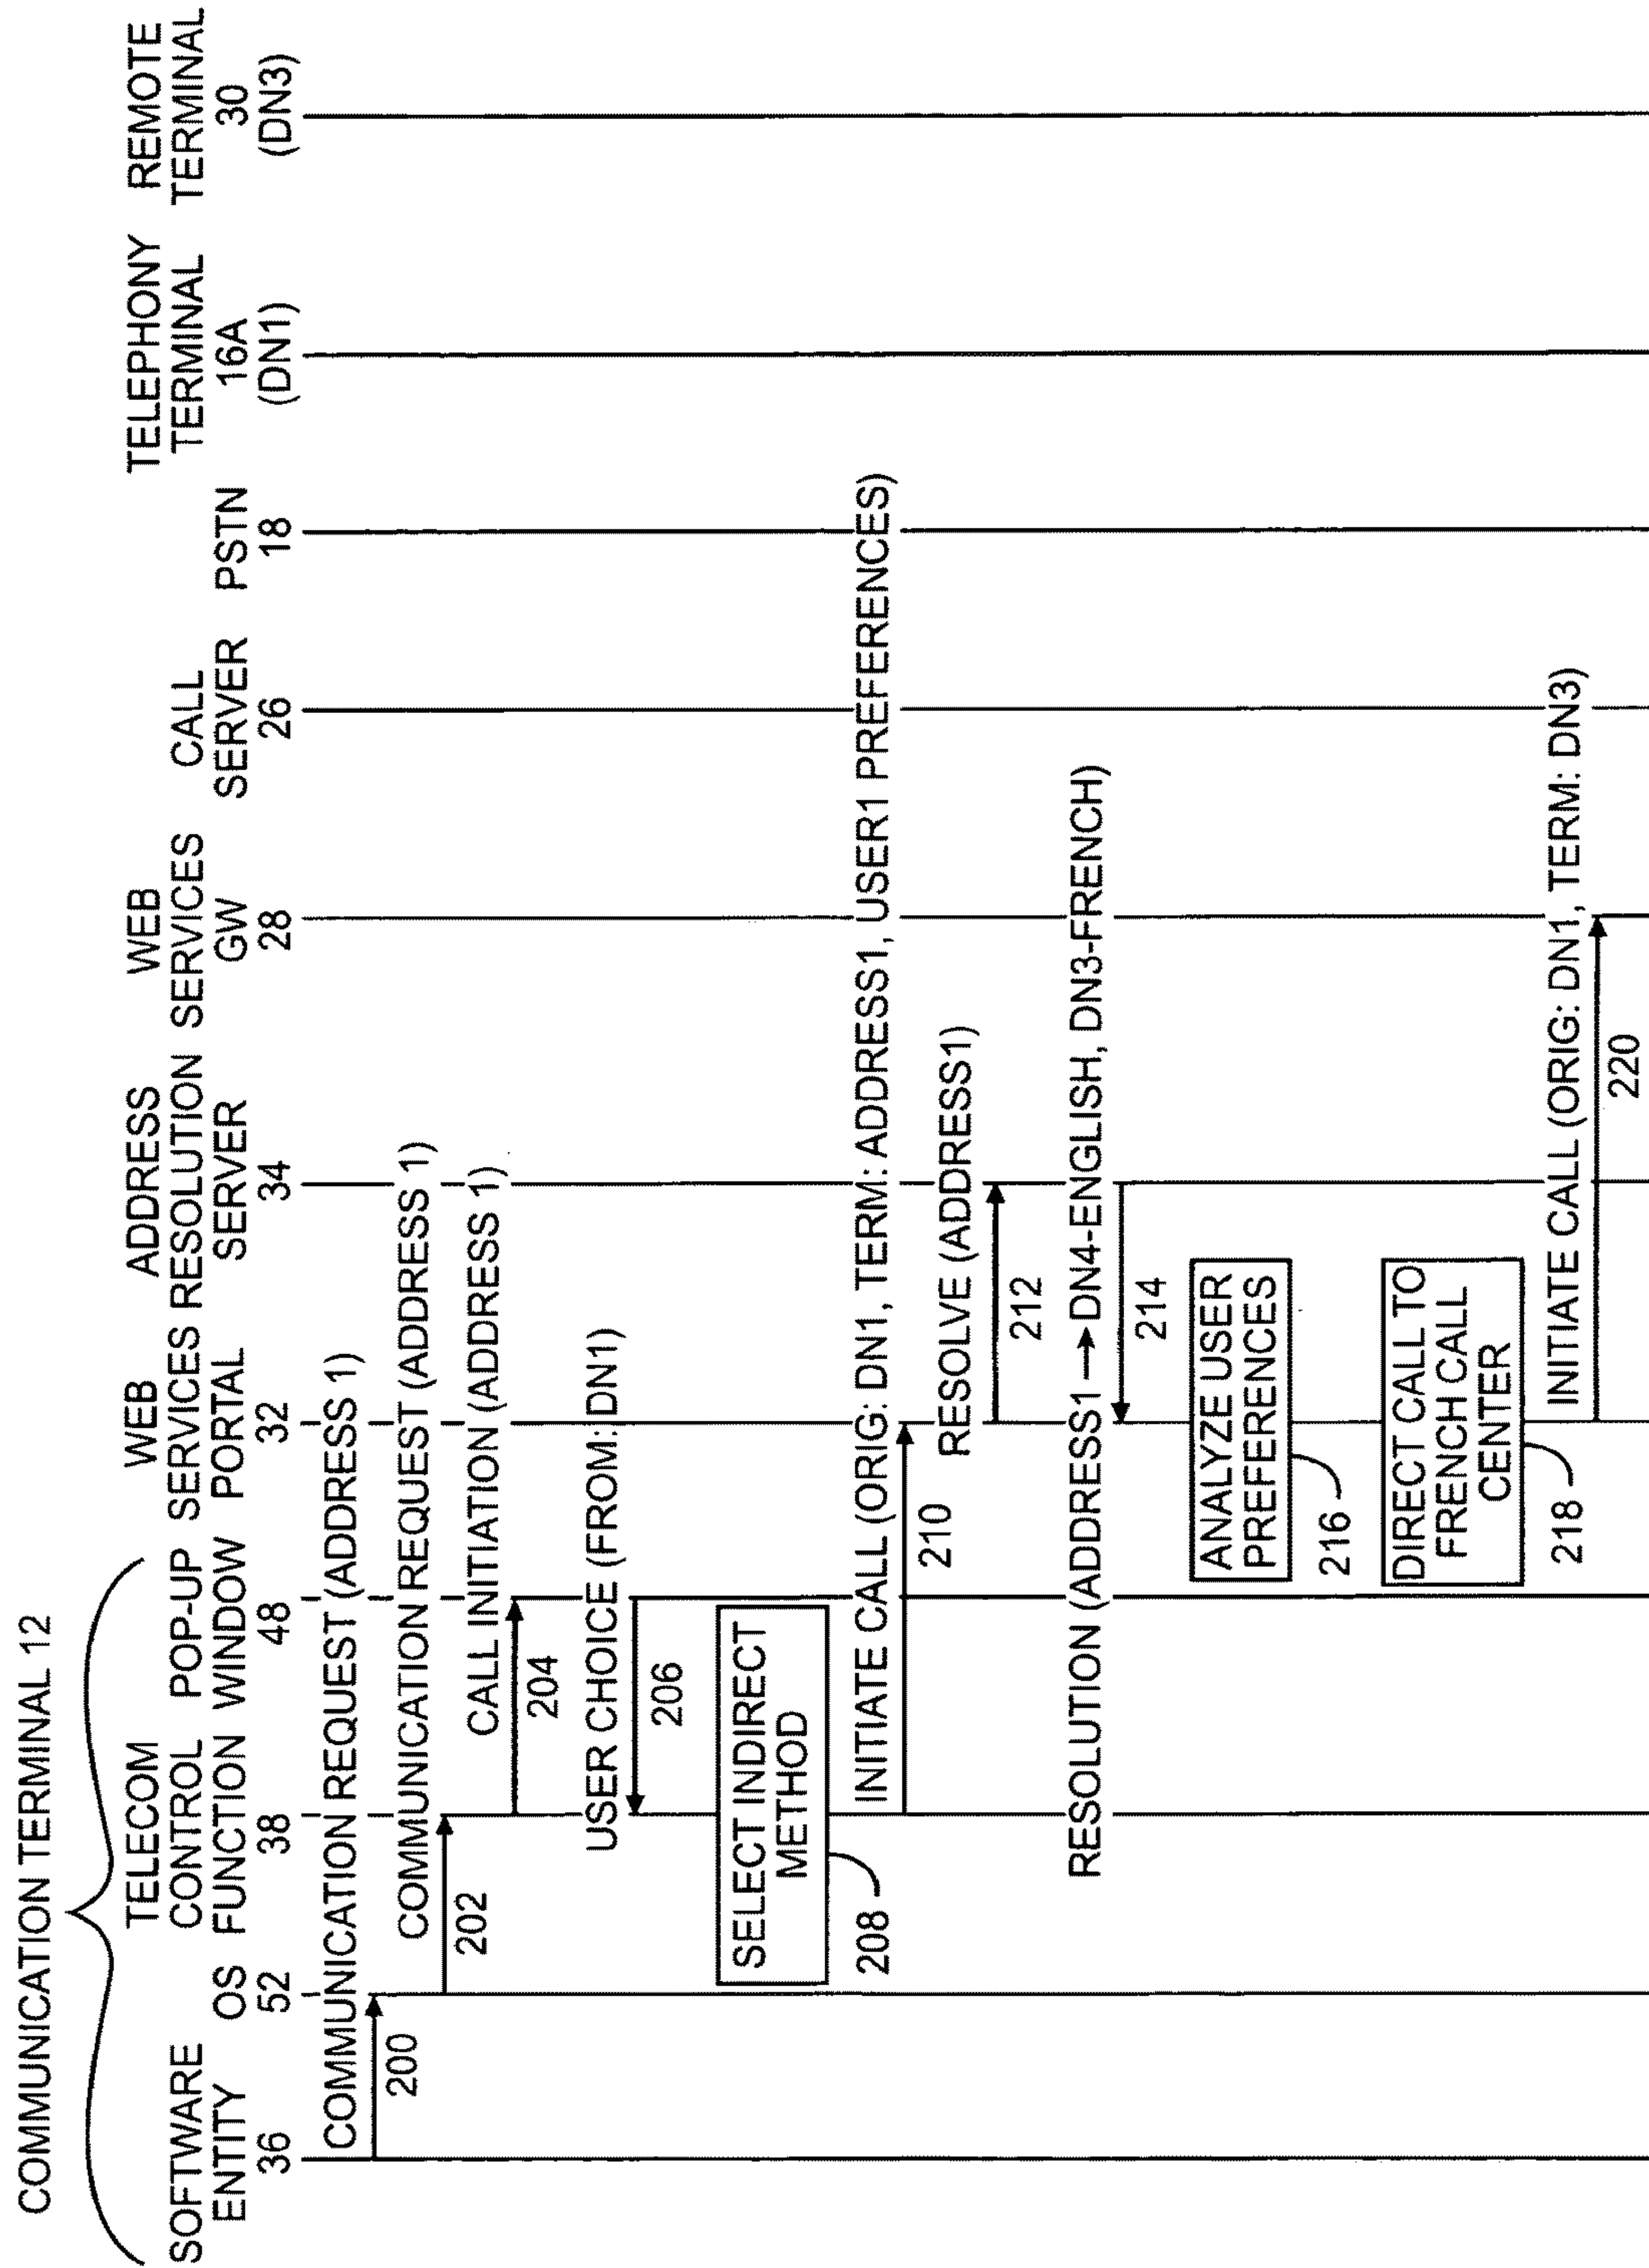 COMMUNICATION TERMINAL 12
SOFTWARE
ENTITY
36
OS
52
TELECOM
CONTROL
FUNCTION
38
POP-UP
WINDOW
48
WEB
SERVICES
PORTAL
32
ADDRESS
RESOLUTION
SERVER
34
WEB
SERVICES
GW
28
CALL
SERVER
26
PSTN
18
TELEPHONY
TERMINAL
16A
(DN1)
REMOTE
TERMINAL
30
(DN3)
COMMUNICATION REQUEST (ADDRESS 1)
200
COMMUNICATION REQUEST (ADDRESS 1)
202
CALL INITIATION (ADDRESS 1)
204
USER CHOICE (FROM: DN1)
206
SELECT INDIRECT
METHOD
208
INITIATE CALL (ORIG: DN1, TERM: ADDRESS1, USER1 PREFERENCES)
210
RESOLVE (ADDRESS1)
212
RESOLUTION (ADDRESS1 → DN4-ENGLISH, DN3-FRENCH)
214
ANALYZE USER
PREFERENCES
216
DIRECT CALL TO
FRENCH CALL
CENTER
218
INITIATE CALL (ORIG: DN1, TERM: DN3)
220